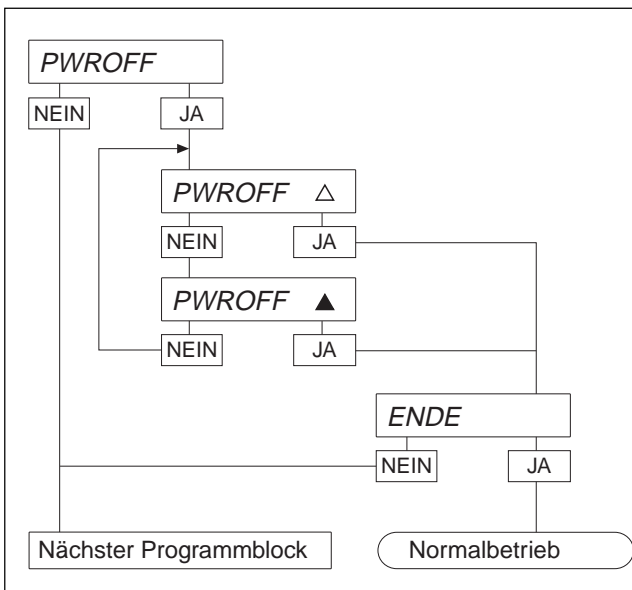 PWROFF
NEIN JA
PWROFF △
NEIN JA
PWROFF ▲
NEIN JA
ENDE
NEIN JA
Nächster Programmblock Normalbetrieb